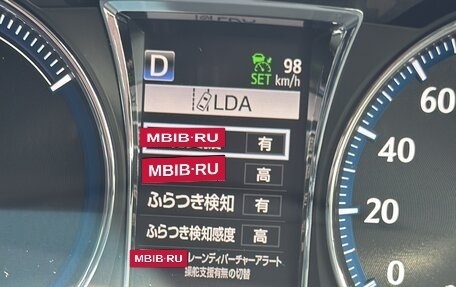 D
SET
98
km/h
LDA
MBIB-RU
有
MBIB-RU
高
ふらつき検知
有
ふらつき検知感度
高
MBIB-RU
レーンディパーチャーアラート
操舵支援有無の切替
60
40
20
0